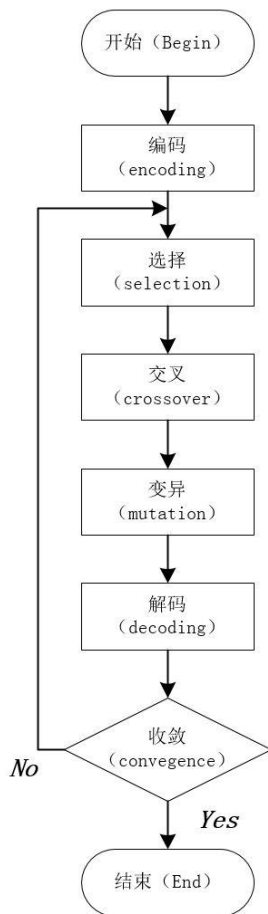 开始（Begin）
编码
（encoding）
选择
（selection）
交叉
（crossover）
变异
（mutation）
解码
（decoding）
收敛
（convegence）
No
Yes
结束（End）